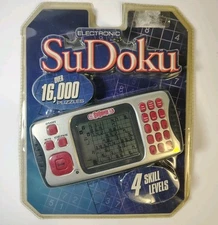 ELECTRONIC
SuDoku
OVER
16,000
PUZZLES
4 SKILL
LEVELS